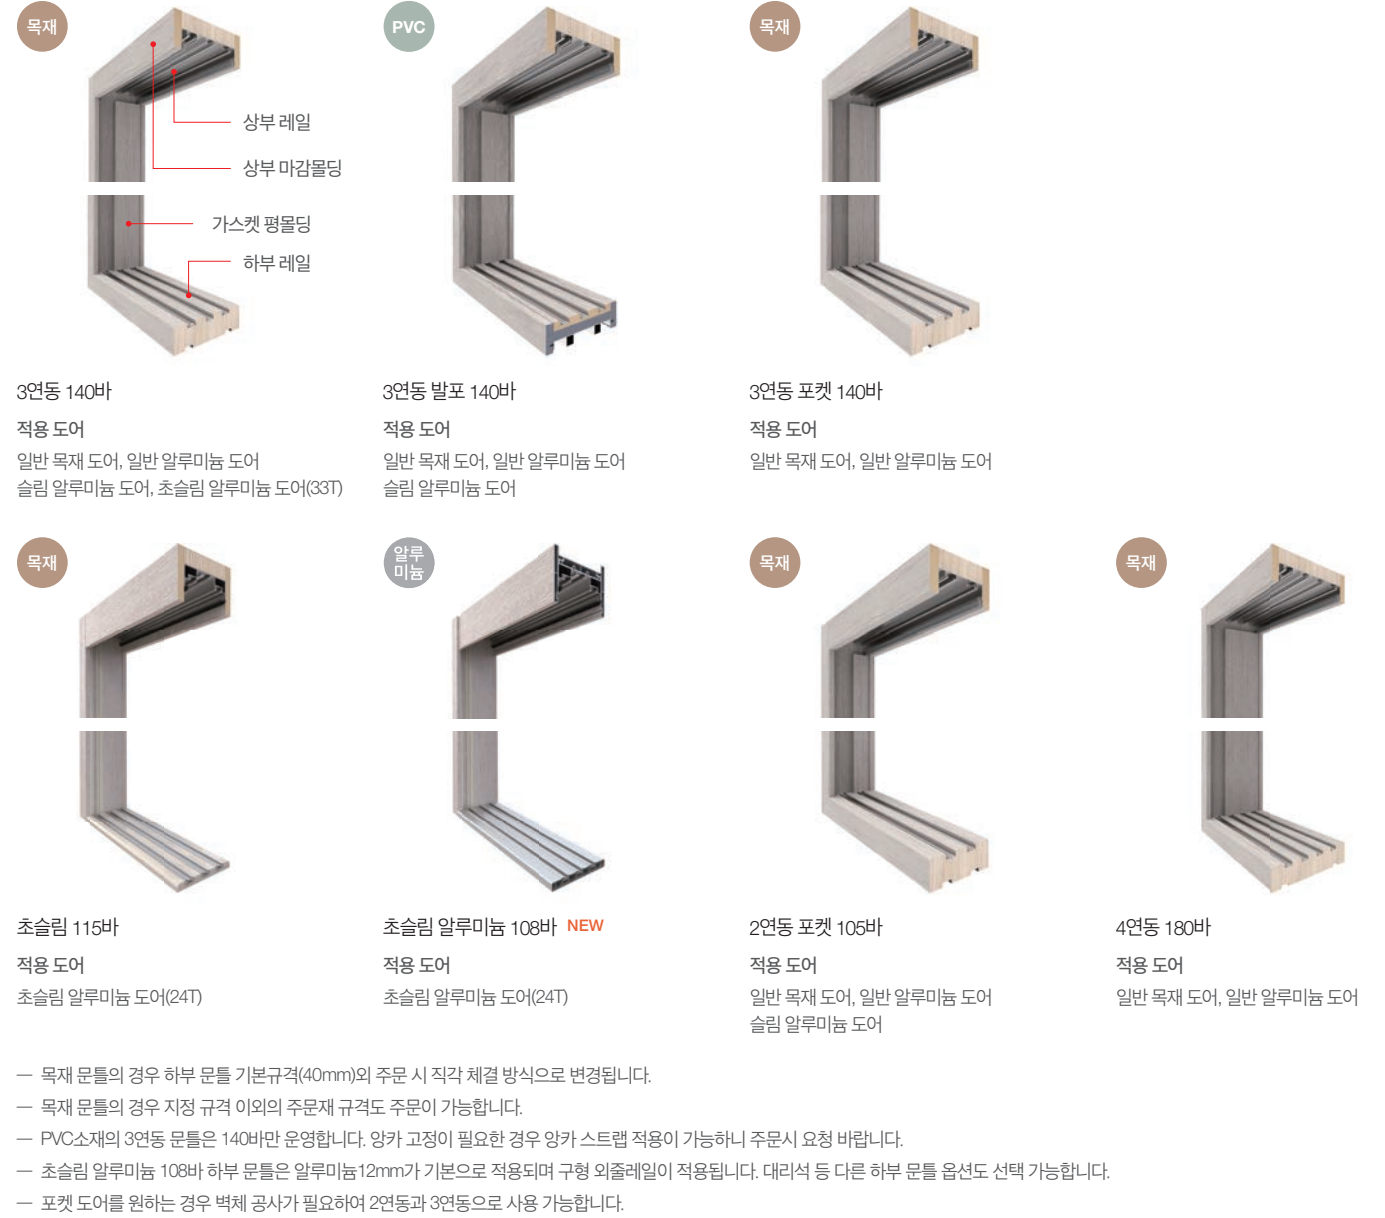 목재
상부 레일
상부 마감몰딩
가스켓 평몰딩
하부 레일
3연동 140바
적용 도어
일반 목재 도어, 일반 알루미늄 도어
슬림 알루미늄 도어, 초슬림 알루미늄 도어(33T)
PVC
3연동 발포 140바
적용 도어
일반 목재 도어, 일반 알루미늄 도어
슬림 알루미늄 도어
목재
3연동 포켓 140바
적용 도어
일반 목재 도어, 일반 알루미늄 도어
목재
초슬림 115바
적용 도어
초슬림 알루미늄 도어(24T)
알루
미늄
초슬림 알루미늄 108바 NEW
적용 도어
초슬림 알루미늄 도어(24T)
목재
2연동 포켓 105바
적용 도어
일반 목재 도어, 일반 알루미늄 도어
슬림 알루미늄 도어
목재
4연동 180바
적용 도어
일반 목재 도어, 일반 알루미늄 도어
— 목재 문틀의 경우 하부 문틀 기본규격(40mm)외 주문 시 직각 체결 방식으로 변경됩니다.
— 목재 문틀의 경우 지정 규격 이외의 주문재 규격도 주문이 가능합니다.
— PVC소재의 3연동 문틀은 140바만 운영합니다. 앙카 고정이 필요한 경우 앙카 스트랩 적용이 가능하니 주문시 요청 바랍니다.
— 초슬림 알루미늄 108바 하부 문틀은 알루미늄12mm가 기본으로 적용되며 구형 외줄레일이 적용됩니다. 대리석 등 다른 하부 문틀 옵션도 선택 가능합니다.
— 포켓 도어를 원하는 경우 벽체 공사가 필요하여 2연동과 3연동으로 사용 가능합니다.